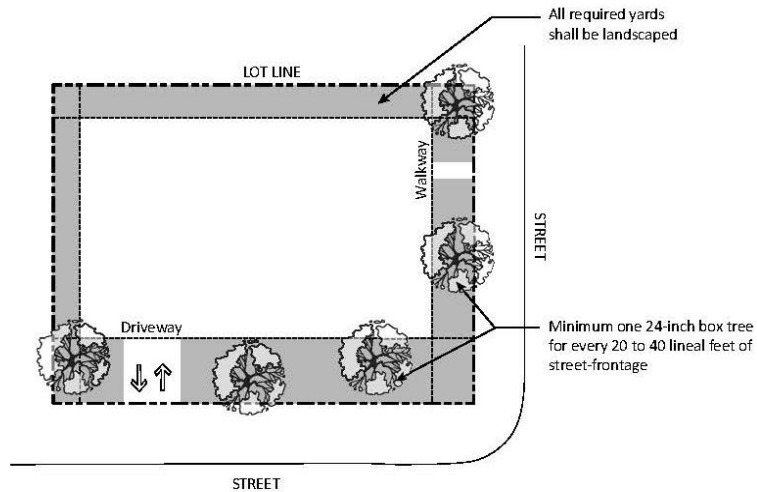 All required yards
shall be landscaped
LOT LINE
Walkway
STREET
Driveway
Minimum one 24-inch box tree
for every 20 to 40 lineal feet of
street-frontage
STREET